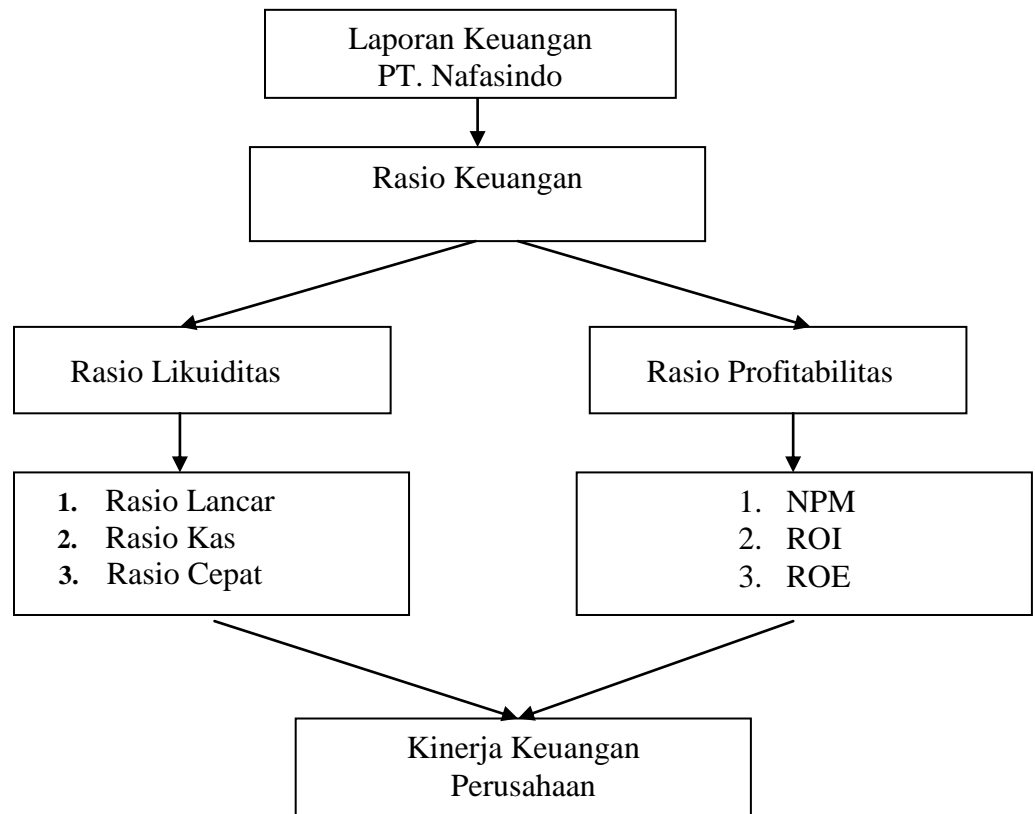 Laporan Keuangan
PT. Nafasindo
Rasio Keuangan
Rasio Likuiditas
Rasio Profitabilitas
1. Rasio Lancar
2. Rasio Kas
3. Rasio Cepat
1. NPM
2. ROI
3. ROE
Kinerja Keuangan
Perusahaan